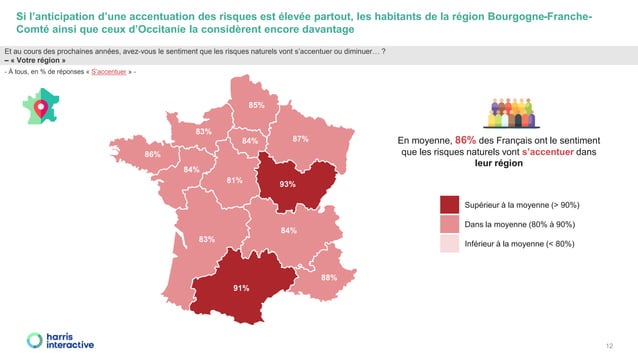 Si l’anticipation d’une accentuation des risques est élevée partout, les habitants de la région Bourgogne-Franche-
Comté ainsi que ceux d’Occitanie la considèrent encore davantage
Et au cours des prochaines années, avez-vous le sentiment que les risques naturels vont s’accentuer ou diminuer… ?
– « Votre région »
- À tous, en % de réponses « S’accentuer » -
85%
83%
84%
87%
86%
84%
81%
93%
83%
84%
88%
91%
En moyenne, 86% des Français ont le sentiment
que les risques naturels vont s’accentuer dans
leur région
Supérieur à la moyenne (> 90%)
Dans la moyenne (80% à 90%)
Inférieur à la moyenne (< 80%)
harris
interactive
12